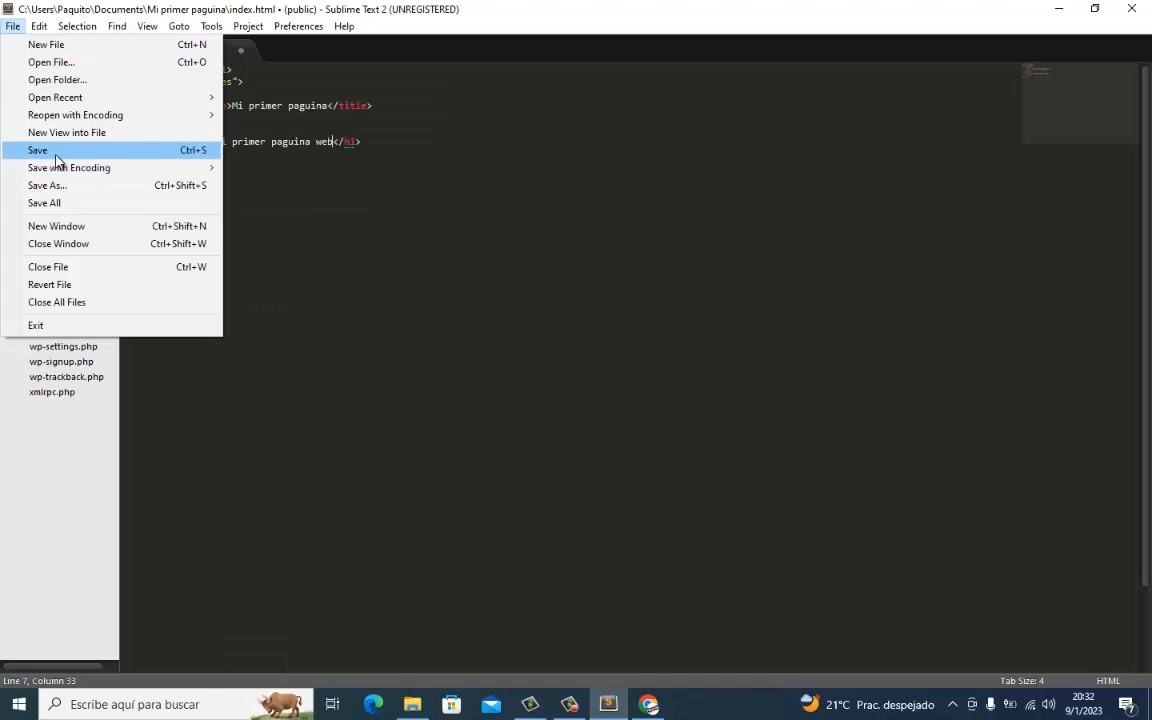 C:\Users\Paquito\Documents\Mi primer paguina\index.html • (public) - Sublime Text 2 (UNREGISTERED)
File Edit Selection Find View Goto Tools Project Preferences Help
New File Ctrl+N
Open File... Ctrl+O
Open Folder...
Open Recent
Reopen with Encoding
New View into File
Save Ctrl+S
Save with Encoding
Save As... Ctrl+Shift+S
Save All
New Window Ctrl+Shift+N
Close Window Ctrl+Shift+W
Close File Ctrl+W
Revert File
Close All Files
Exit
l>
es">
e>Mi primer paguina</title>
i primer paguina web</h1>
wp-settings.php
wp-signup.php
wp-trackback.php
xmlrpc.php
Line 7, Column 33 Tab Size: 4 HTML
Escribe aquí para buscar
21°C Prac. despejado
20:32
9/1/2023
7